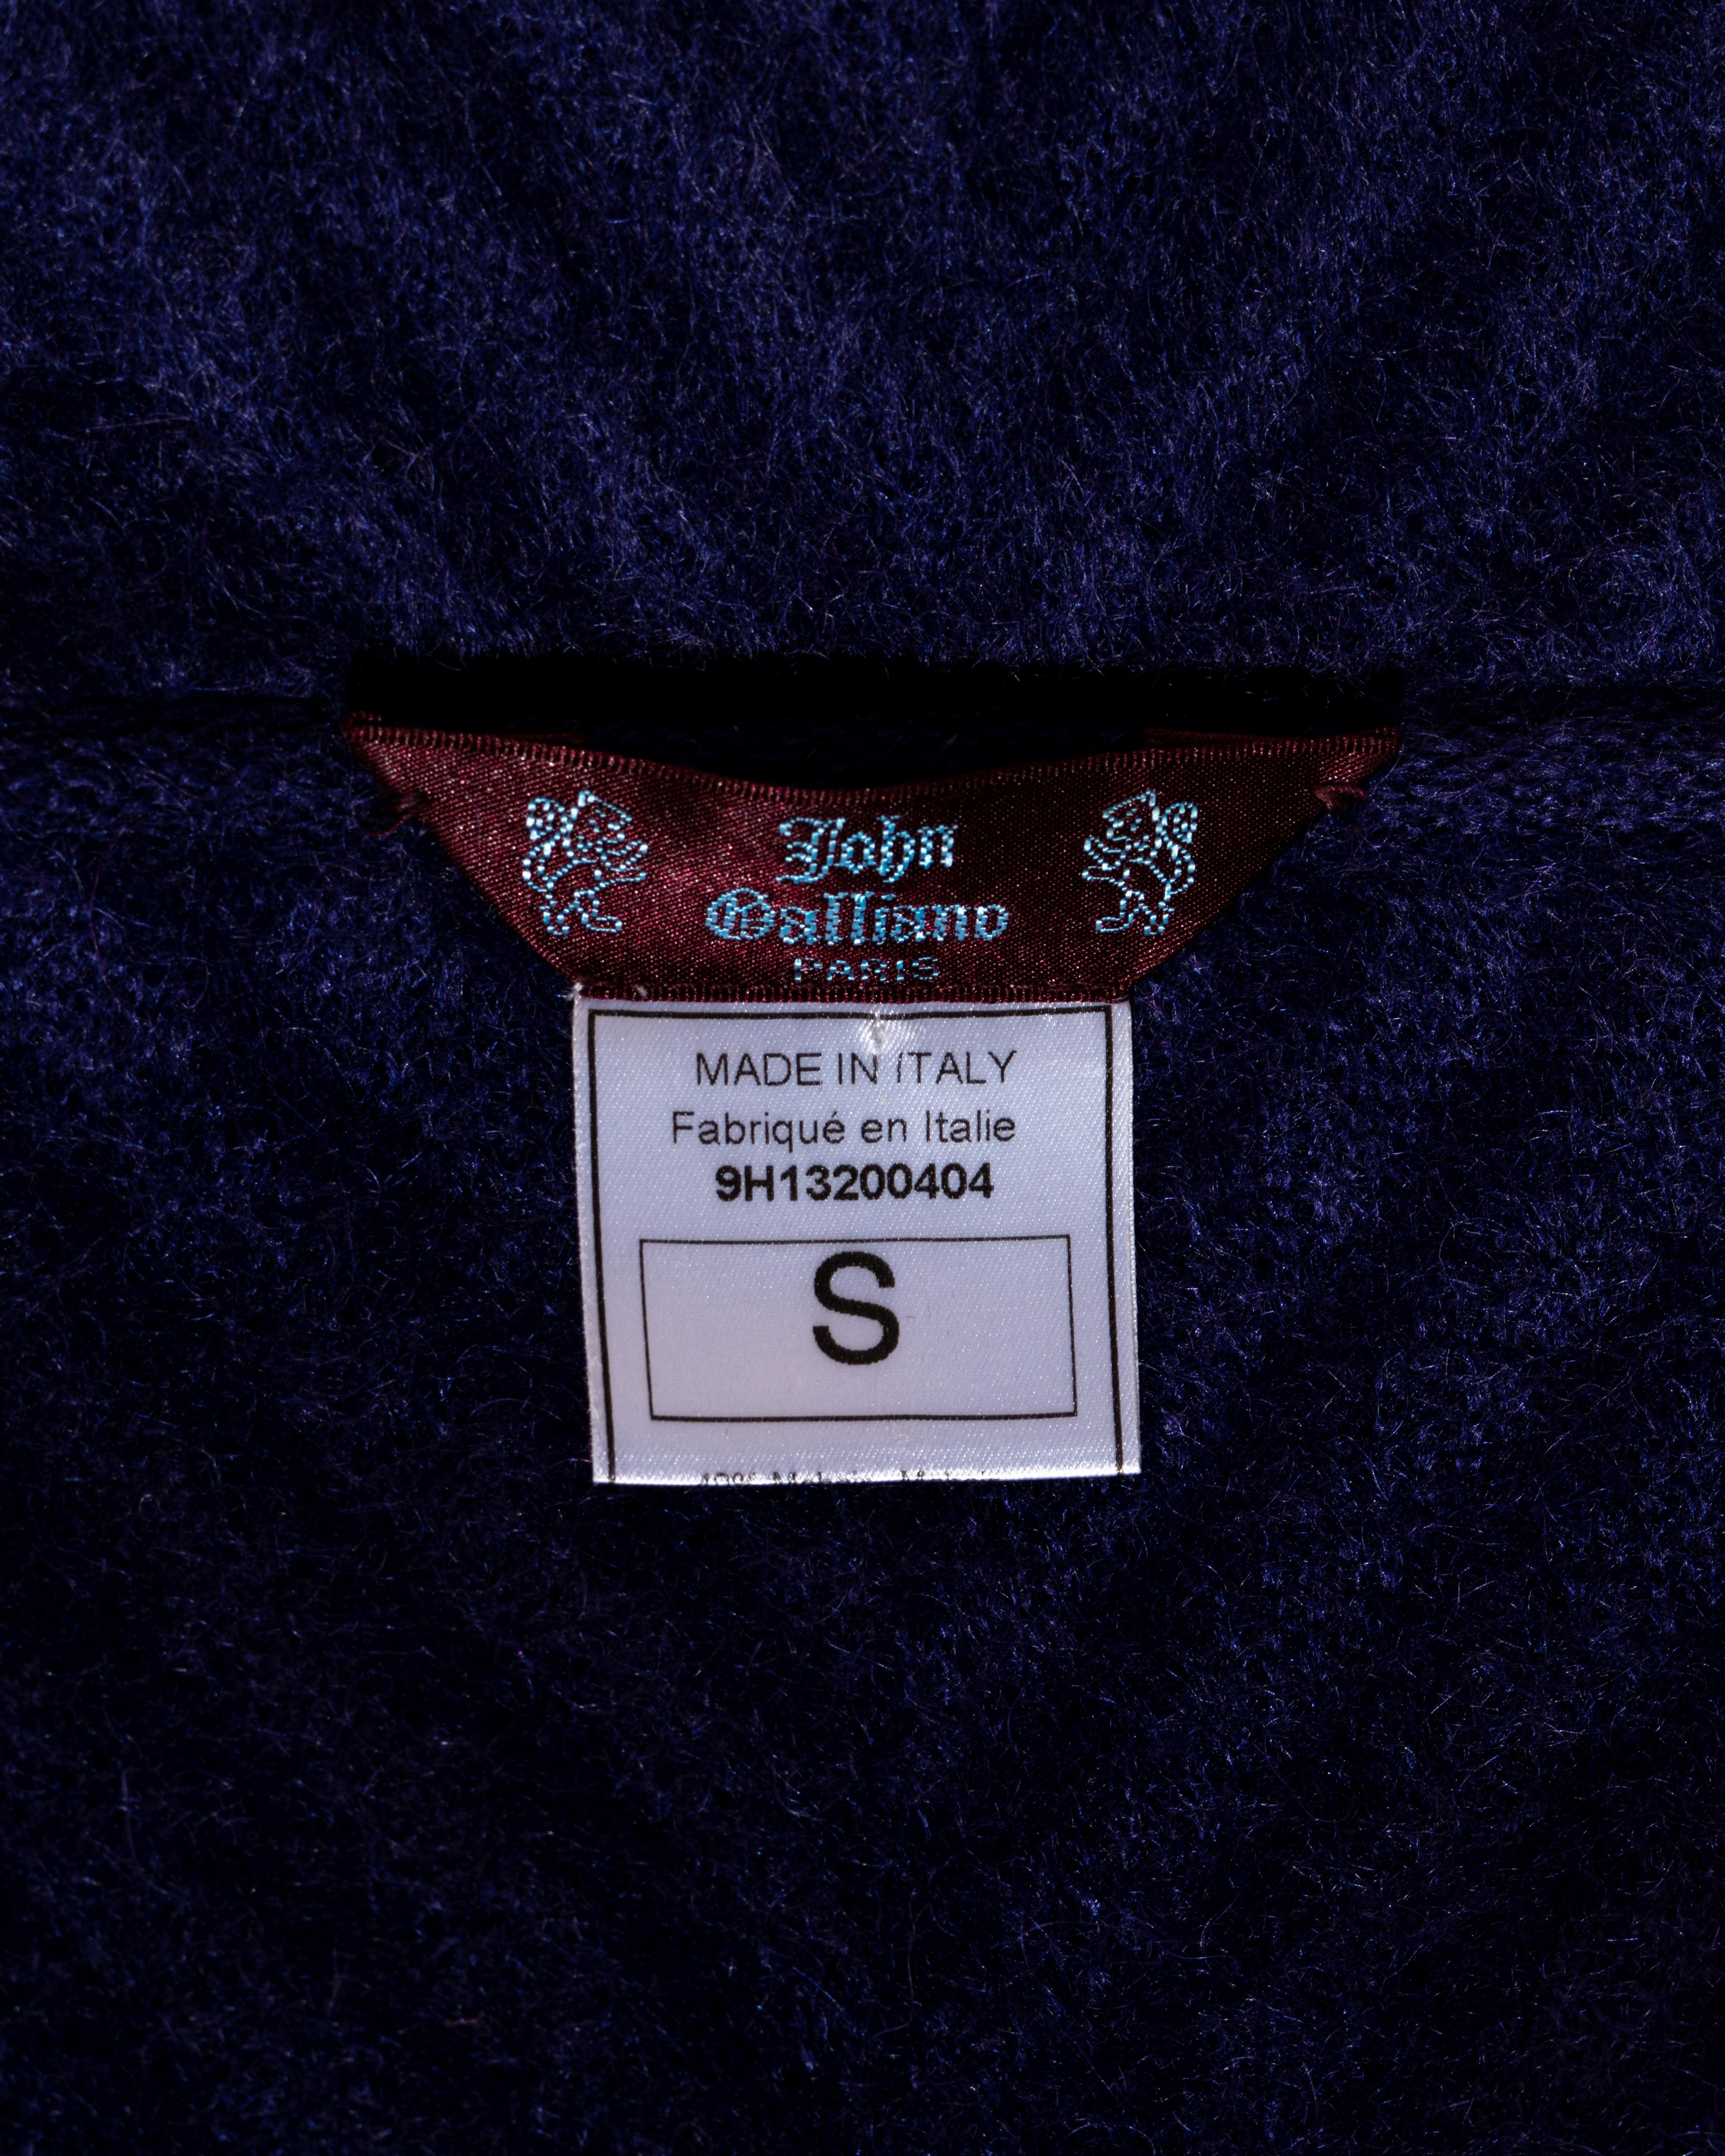 John
Galliano
PARIS
MADE IN ITALY
Fabriqué en Italie
9H13200404
S